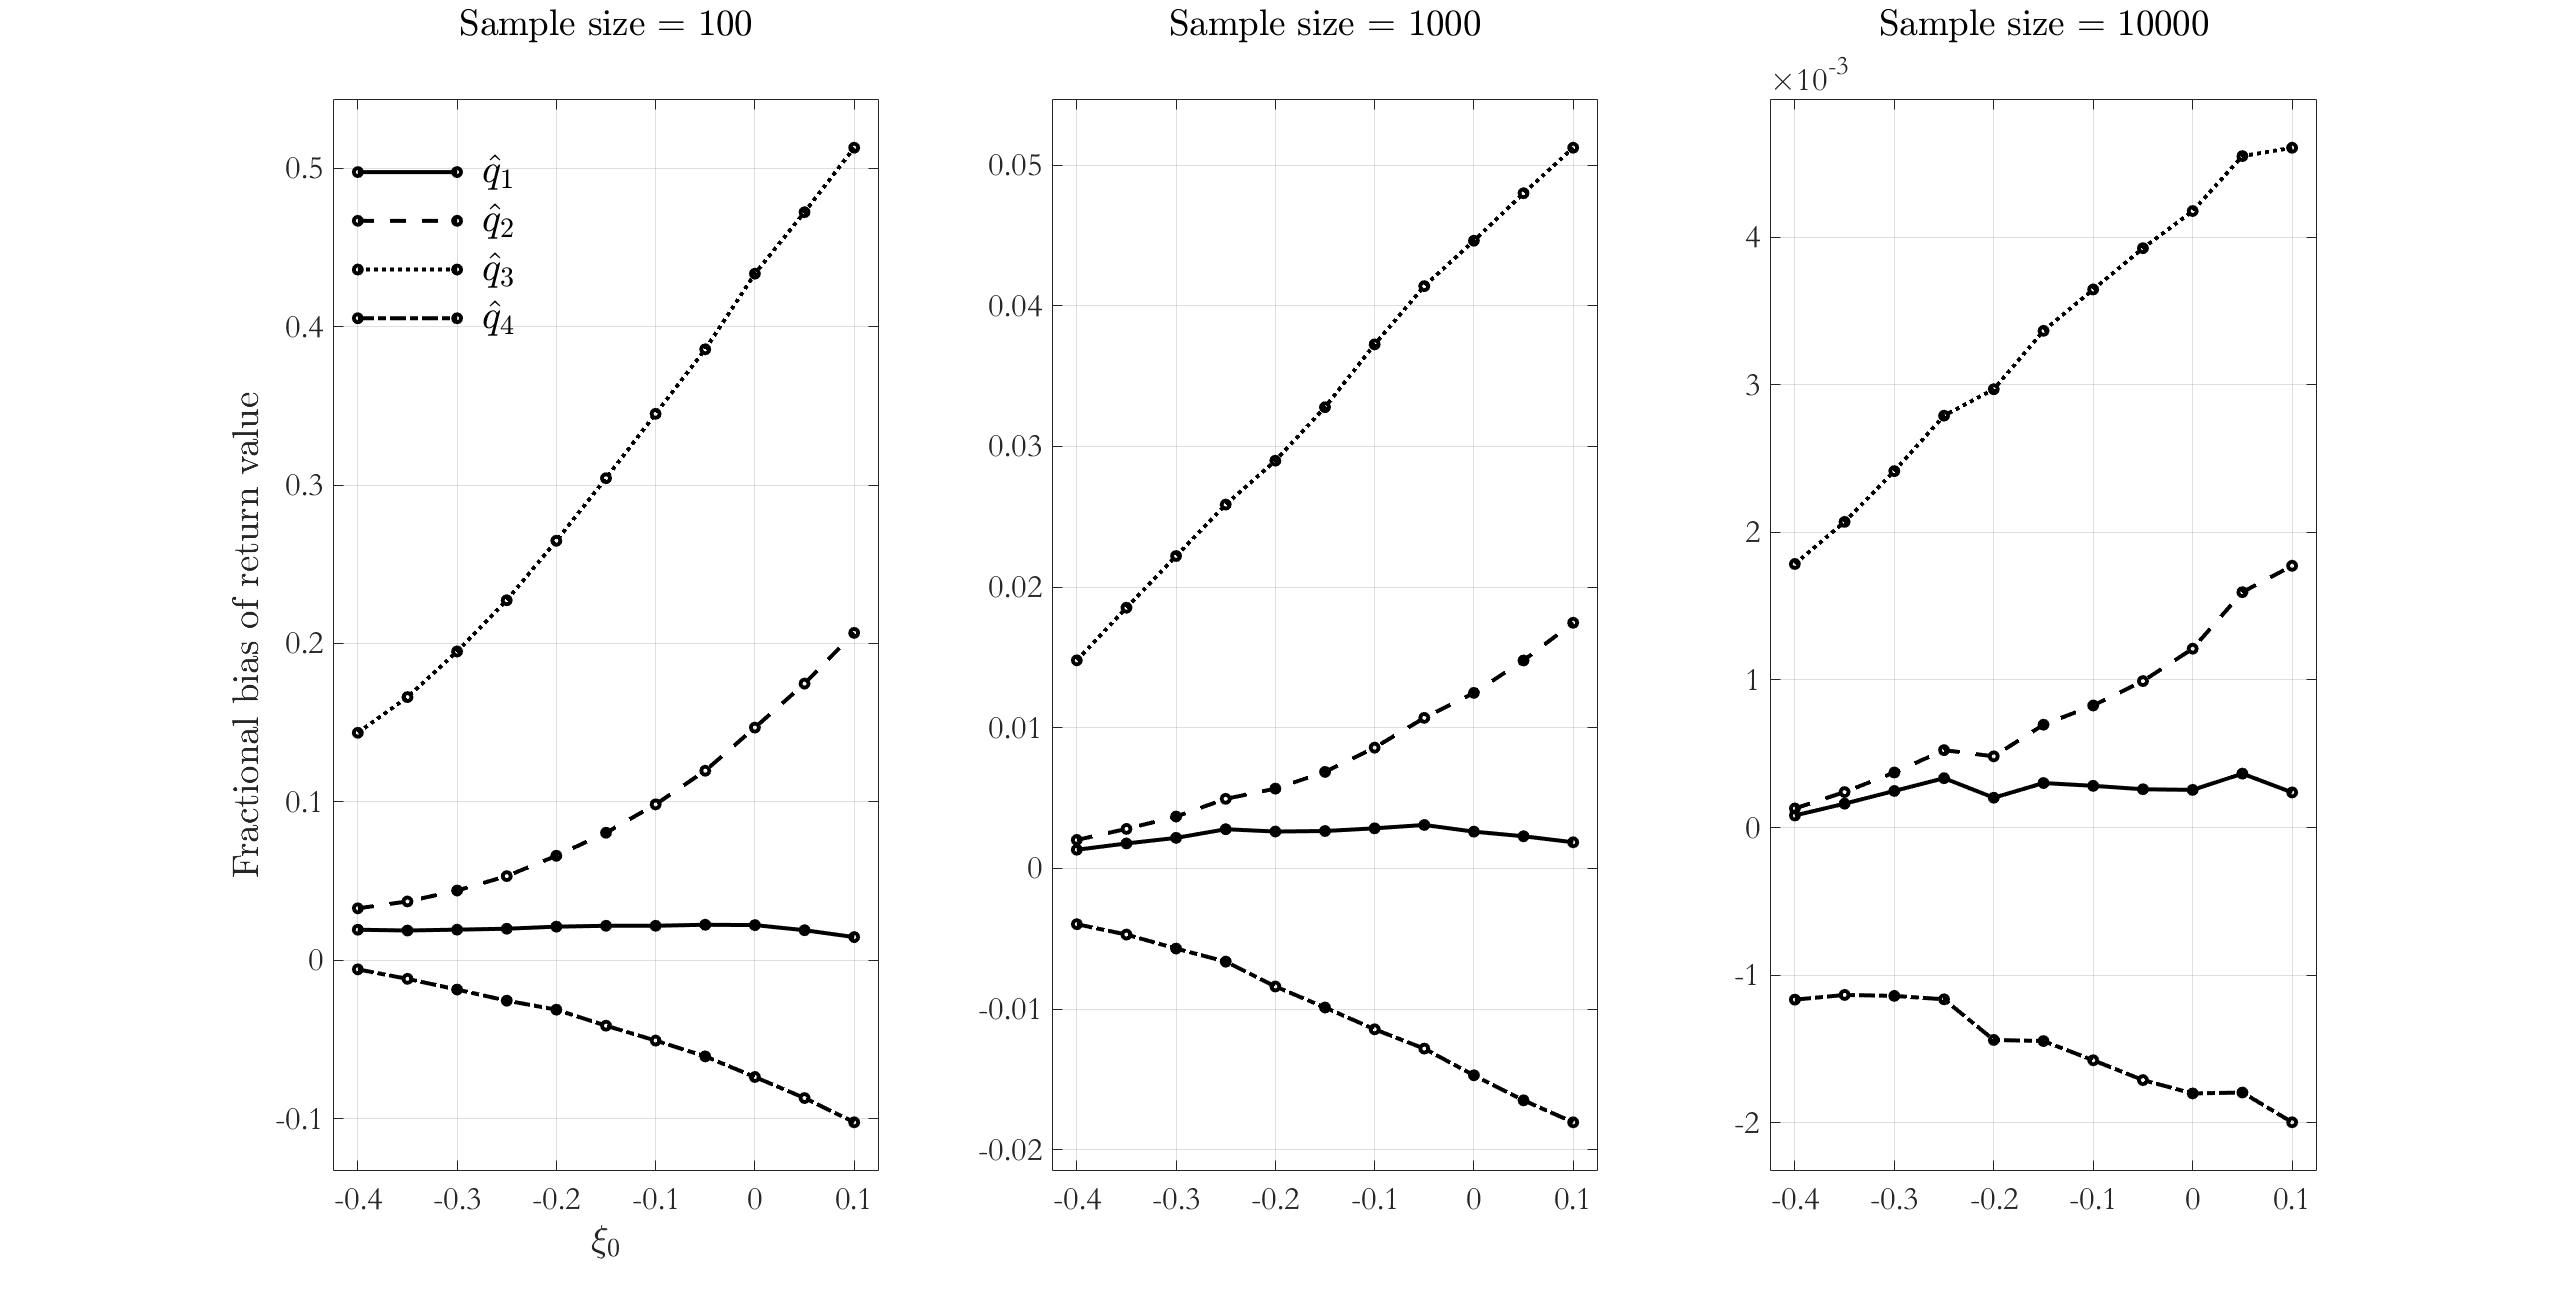 Sample size = 100
Sample size = 1000
Sample size = 10000
×10⁻³
Fractional bias of return value
0.5
0.4
0.3
0.2
0.1
0
-0.1
q̂₁
q̂₂
q̂₃
q̂₄
-0.4 -0.3 -0.2 -0.1 0 0.1
ξ₀
0.05
0.04
0.03
0.02
0.01
0
-0.01
-0.02
-0.4 -0.3 -0.2 -0.1 0 0.1
4
3
2
1
0
-1
-2
-0.4 -0.3 -0.2 -0.1 0 0.1